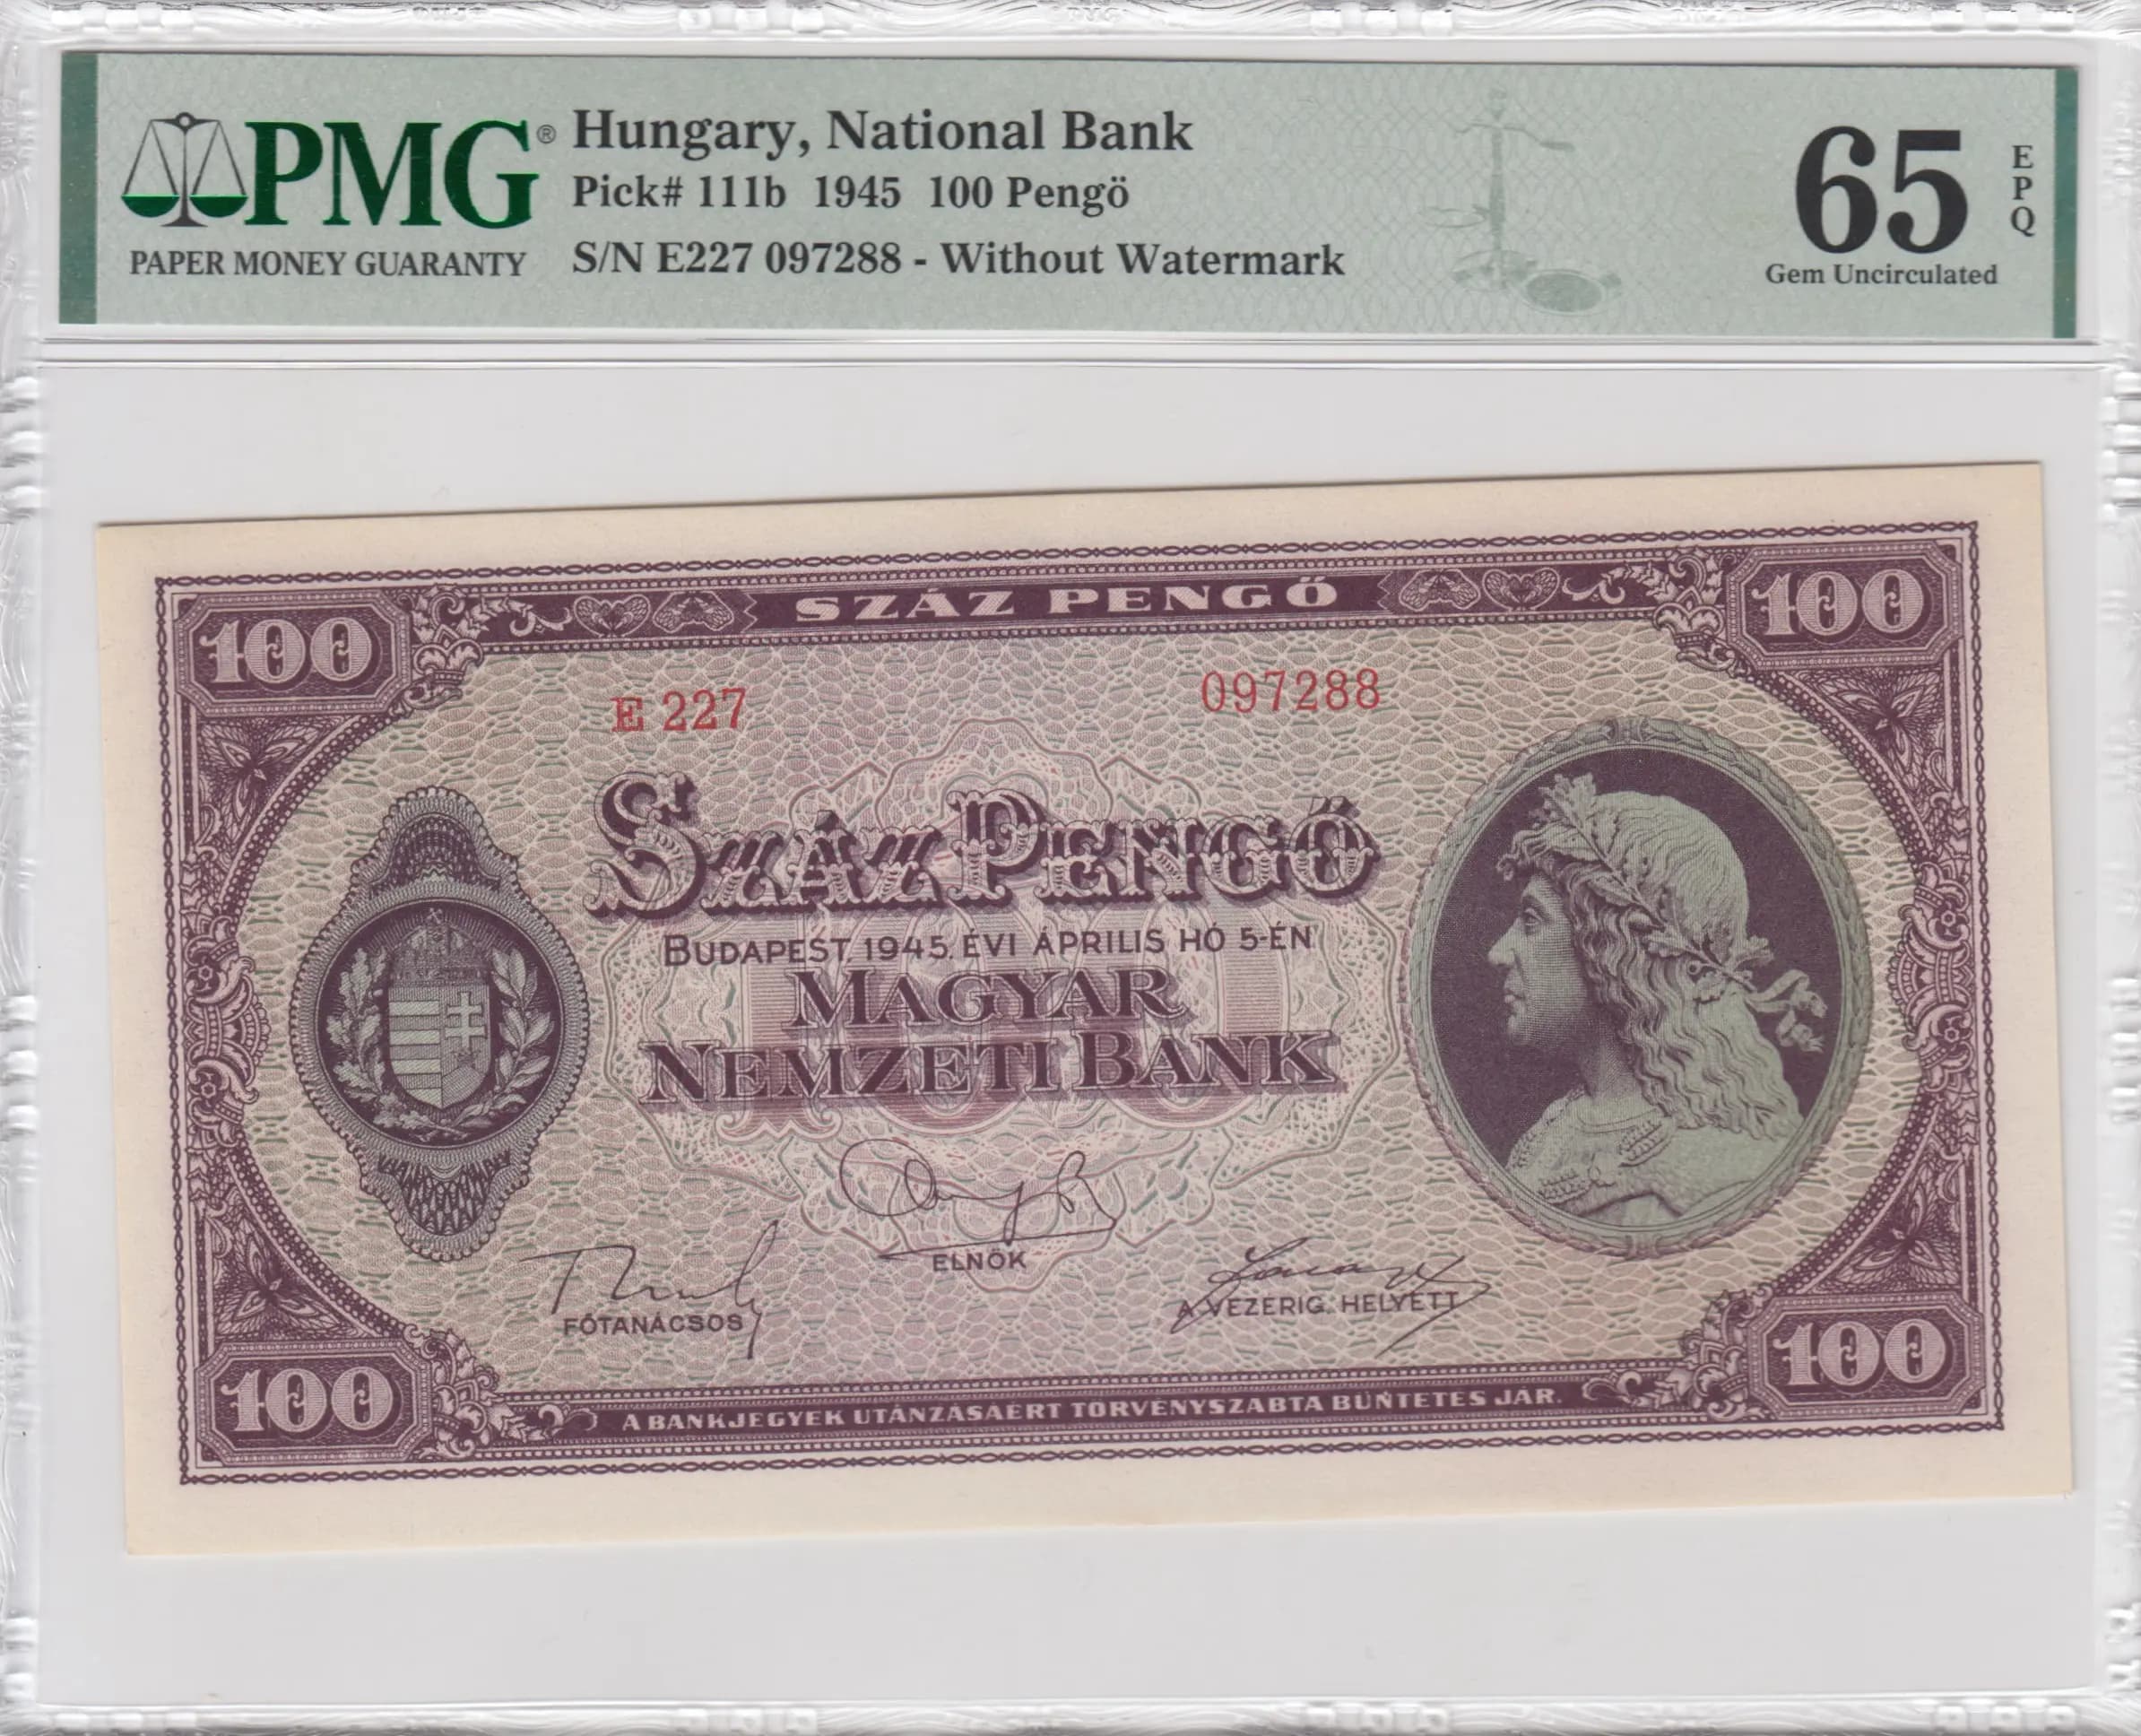 PMG® Hungary, National Bank
Pick# 111b 1945 100 Pengö
PAPER MONEY GUARANTY
S/N E227 097288 - Without Watermark
65 EPQ
Gem Uncirculated
100 SZÁZ PENGŐ 100
E 227 097288
SZÁZ PENGŐ
BUDAPEST, 1945. ÉVI ÁPRILIS HÓ 5-ÉN
MAGYAR
NEMZETI BANK
100
ELNÖK
FŐTANÁCSOS
A VEZÉRIG. HELYETT
100 A BANKJEGYEK UTÁNZÁSÁÉRT TÖRVÉNYSZABTA BÜNTETÉS JÁR. 100